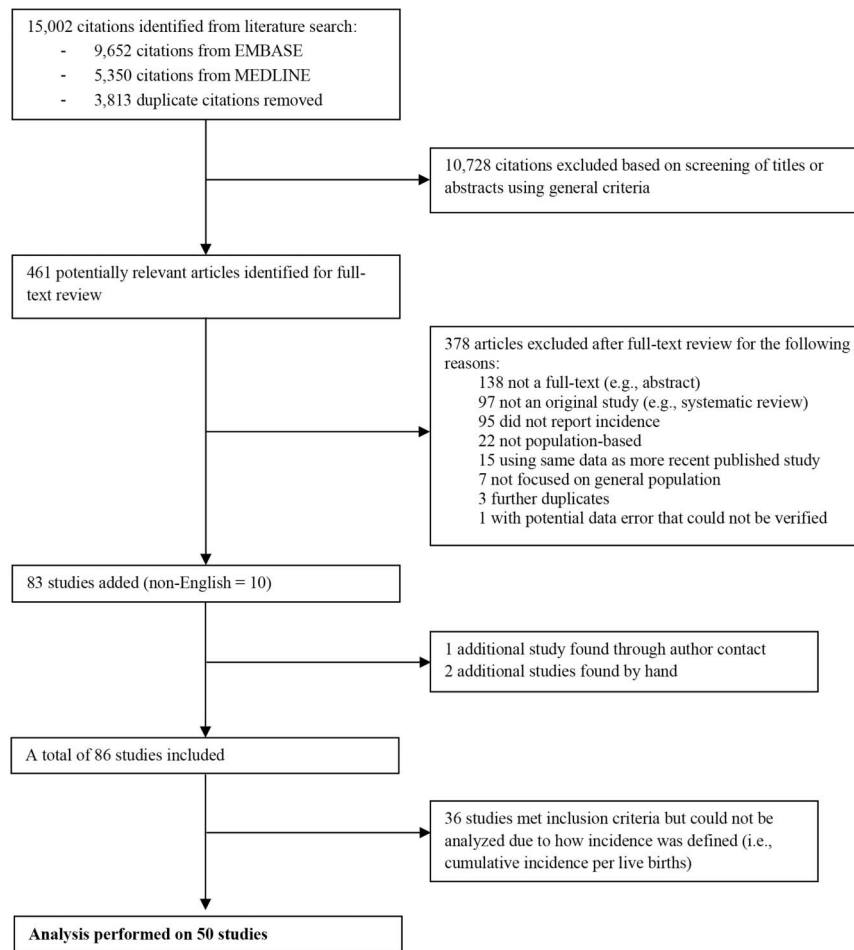 15,002 citations identified from literature search:
- 9,652 citations from EMBASE
- 5,350 citations from MEDLINE
- 3,813 duplicate citations removed
10,728 citations excluded based on screening of titles or
abstracts using general criteria
461 potentially relevant articles identified for full-
text review
378 articles excluded after full-text review for the following
reasons:
138 not a full-text (e.g., abstract)
97 not an original study (e.g., systematic review)
95 did not report incidence
22 not population-based
15 using same data as more recent published study
7 not focused on general population
3 further duplicates
1 with potential data error that could not be verified
83 studies added (non-English = 10)
1 additional study found through author contact
2 additional studies found by hand
A total of 86 studies included
36 studies met inclusion criteria but could not be
analyzed due to how incidence was defined (i.e.,
cumulative incidence per live births)
Analysis performed on 50 studies